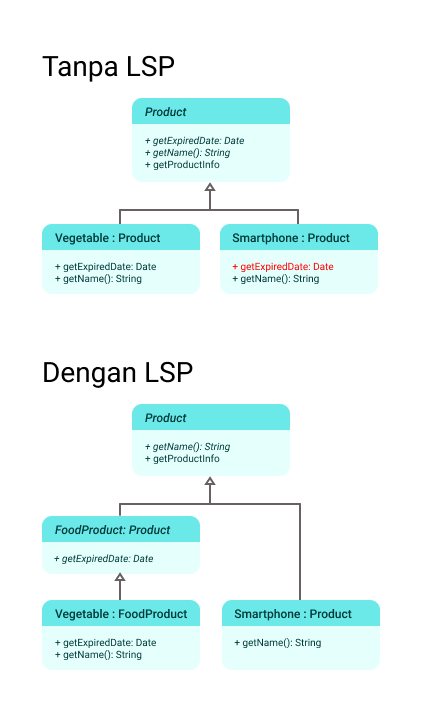 Tanpa LSP
Product
+ getExpiredDate: Date
+ getName(): String
+ getProductInfo
Vegetable : Product
+ getExpiredDate: Date
+ getName(): String
Smartphone : Product
+ getExpiredDate: Date
+ getName(): String
Dengan LSP
Product
+ getName(): String
+ getProductInfo
FoodProduct: Product
+ getExpiredDate: Date
Vegetable : FoodProduct
+ getExpiredDate: Date
+ getName(): String
Smartphone : Product
+ getName(): String